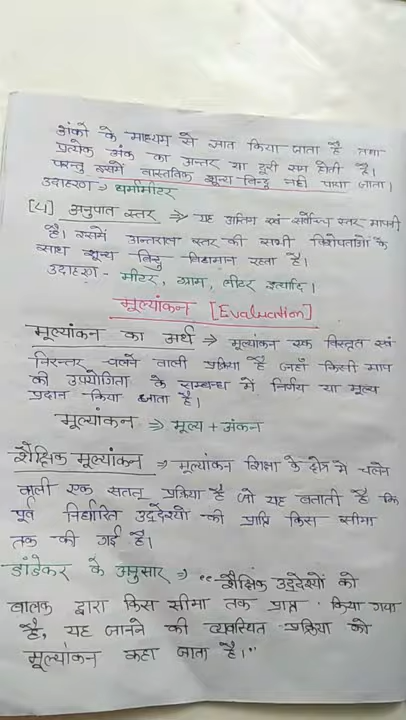 अंको के माध्यम से ज्ञात किया जाता है तथा
प्रत्येक अंक का अन्तर या दूरी सम होती है।
परन्तु इसमें वास्तविक शून्य बिन्दु नही पाया जाता।
उदाहरण ⇒ थर्मामीटर
[4] अनुपात स्तर ⇒ यह अन्तिम एवं सर्वोच्च स्तर मापनी
है। इसमें अन्तराल स्तर की सभी विशेषताओं के
साथ शून्य बिन्दु विद्यमान रहता है।
उदाहरण - मीटर, ग्राम, लीटर इत्यादि।
मूल्यांकन [Evaluation]
मूल्यांकन का अर्थ ⇒ मूल्यांकन एक विस्तृत एवं
निरन्तर चलने वाली प्रक्रिया है जहाँ किसी माप
की उपयोगिता के सम्बन्ध में निर्णय या मूल्य
प्रदान किया जाता है।
मूल्यांकन ⇒ मूल्य + अंकन
शैक्षिक मूल्यांकन ⇒ मूल्यांकन शिक्षा के क्षेत्र मे चलने
वाली एक सतत् प्रक्रिया है जो यह बताती है कि
पूर्व निर्धारित उद्देश्यो की प्राप्ति किस सीमा
तक की गई है।
डांडेकर के अनुसार ⇒ "शैक्षिक उद्देश्यों को
बालक द्वारा किस सीमा तक प्राप्त किया गया
है, यह जानने की व्यवस्थित प्रक्रिया को
मूल्यांकन कहा जाता है।"